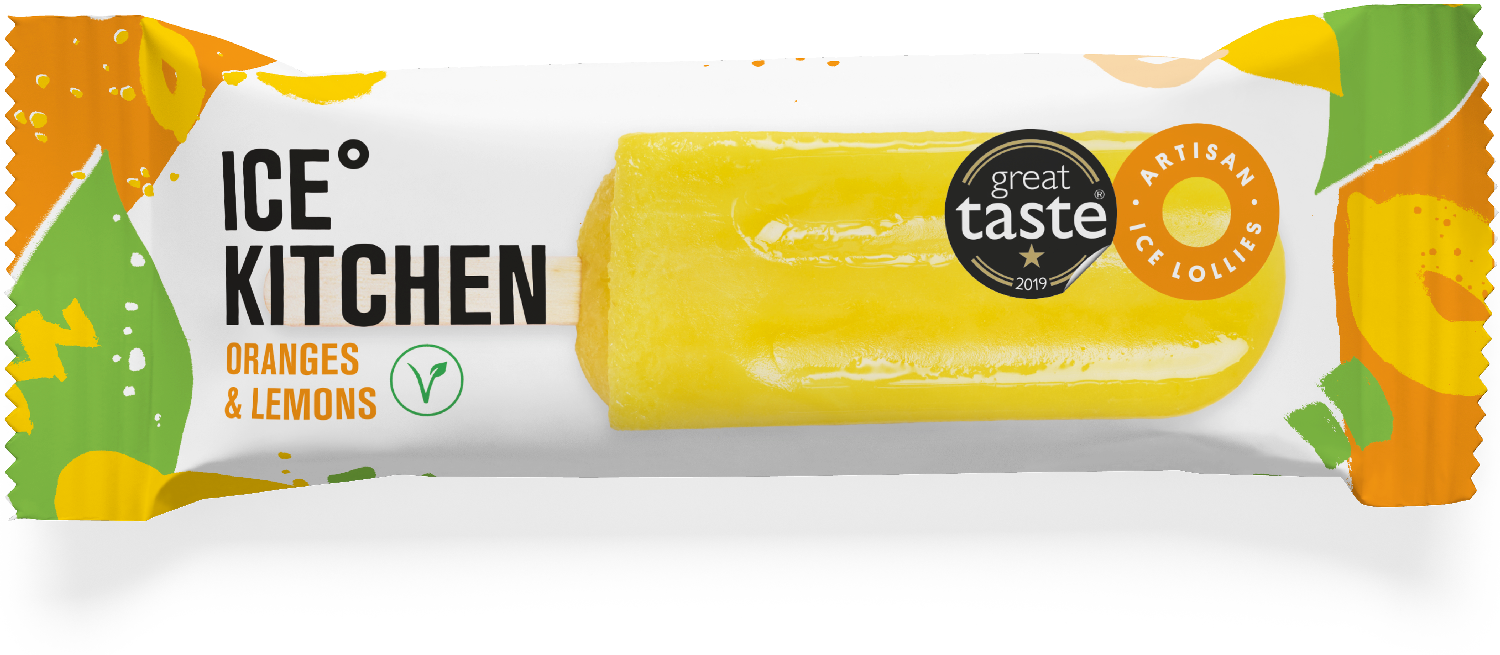 ICE°
KITCHEN
ORANGES
& LEMONS
great
taste®
2019
· ARTISAN ·
ICE LOLLIES